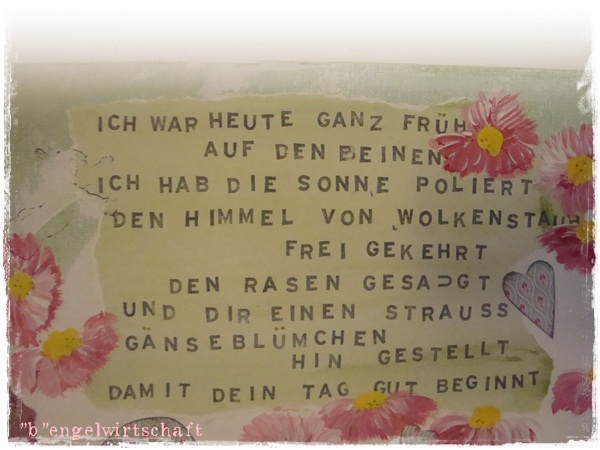 ICH WAR HEUTE GANZ FRÜH
AUF DEN BEINEN
ICH HAB DIE SONNE POLIERT
DEN HIMMEL VON WOLKENSTAUB
FREI GEKEHRT
DEN RASEN GESAUGT
UND DIR EINEN STRAUSS
GÄNSEBLÜMCHEN
HIN GESTELLT
DAMIT DEIN TAG GUT BEGINNT
"b"engelwirtschaft